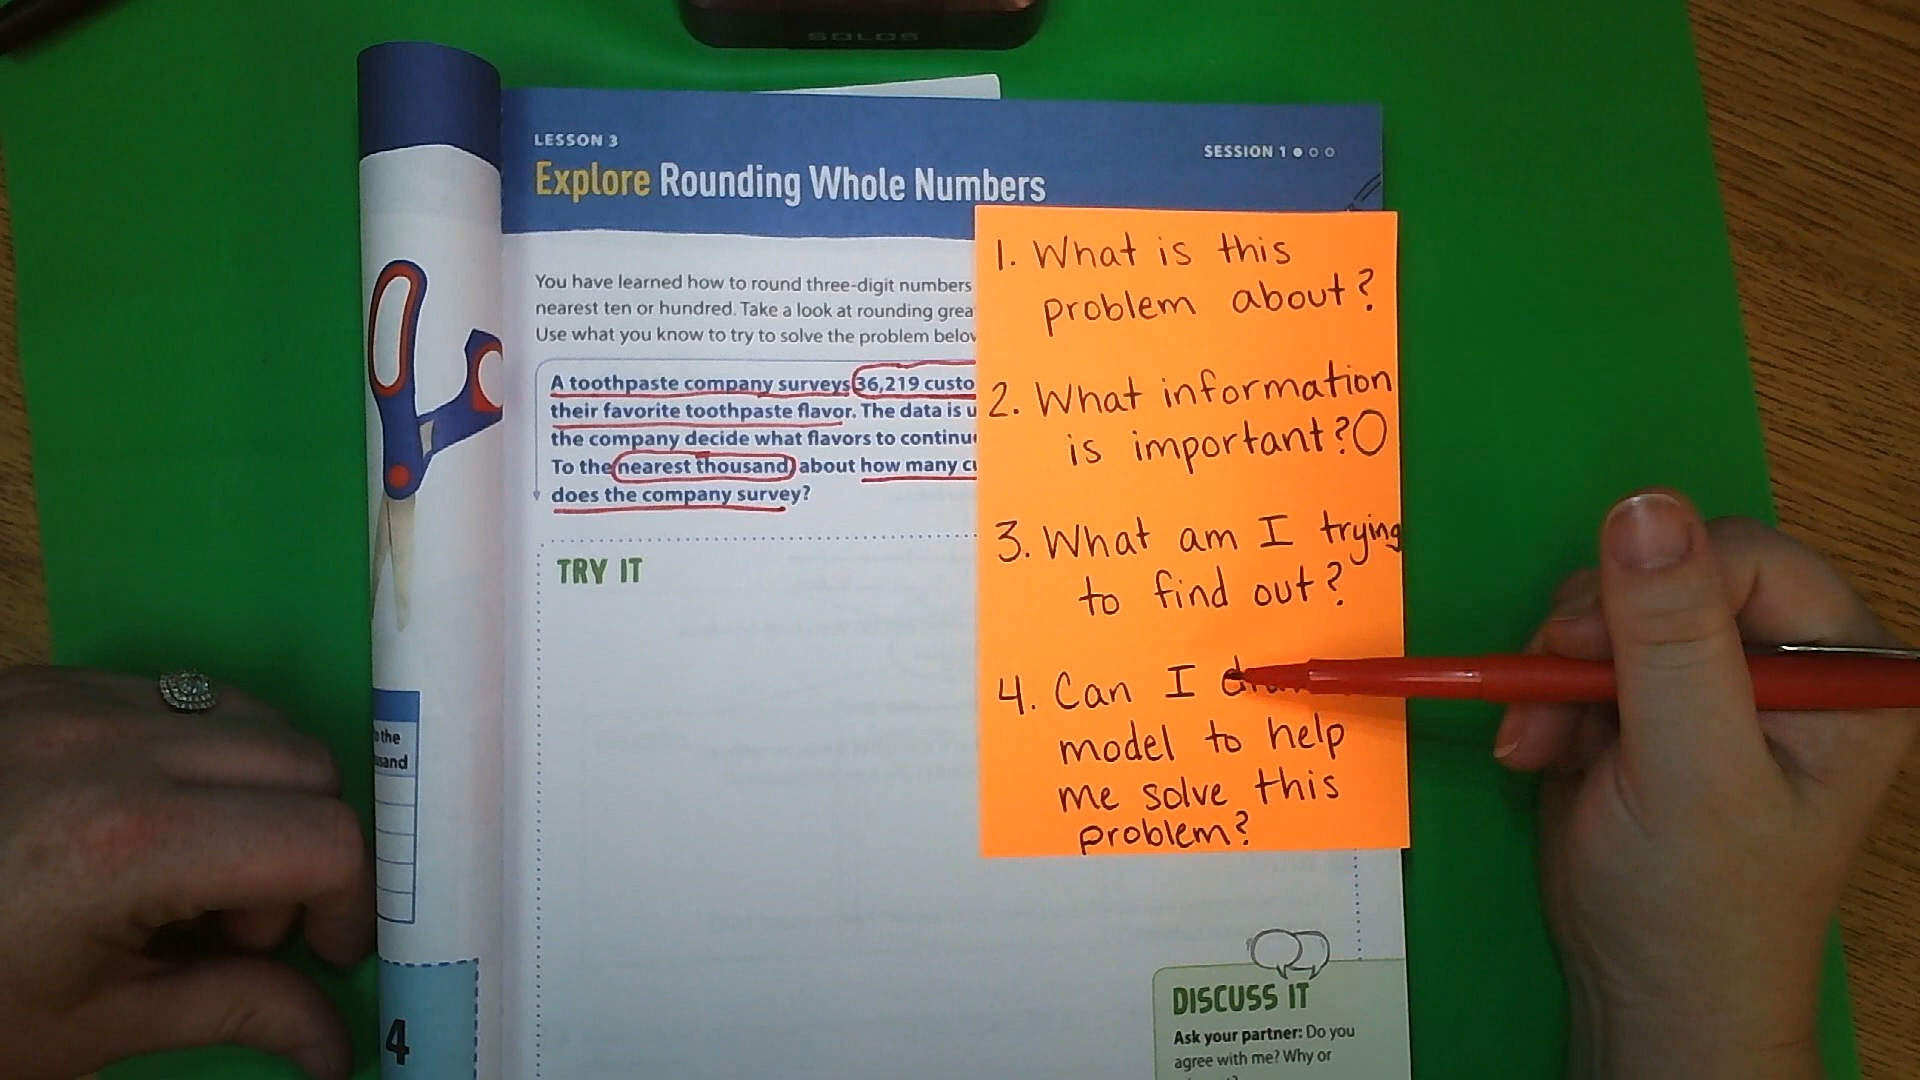 SOLOS
LESSON 3
SESSION 1
Explore Rounding Whole Numbers
You have learned how to round three-digit numbers
nearest ten or hundred. Take a look at rounding grea
Use what you know to try to solve the problem below
A toothpaste company surveys 36,219 custo
their favorite toothpaste flavor. The data is u
the company decide what flavors to continue
To the nearest thousand about how many cu
does the company survey?
TRY IT
1. What is this
problem about?
2. What information
is important?
3. What am I trying
to find out?
4. Can I
model to help
me solve this
problem?
the
usand
4
DISCUSS IT
Ask your partner: Do you
agree with me? Why or